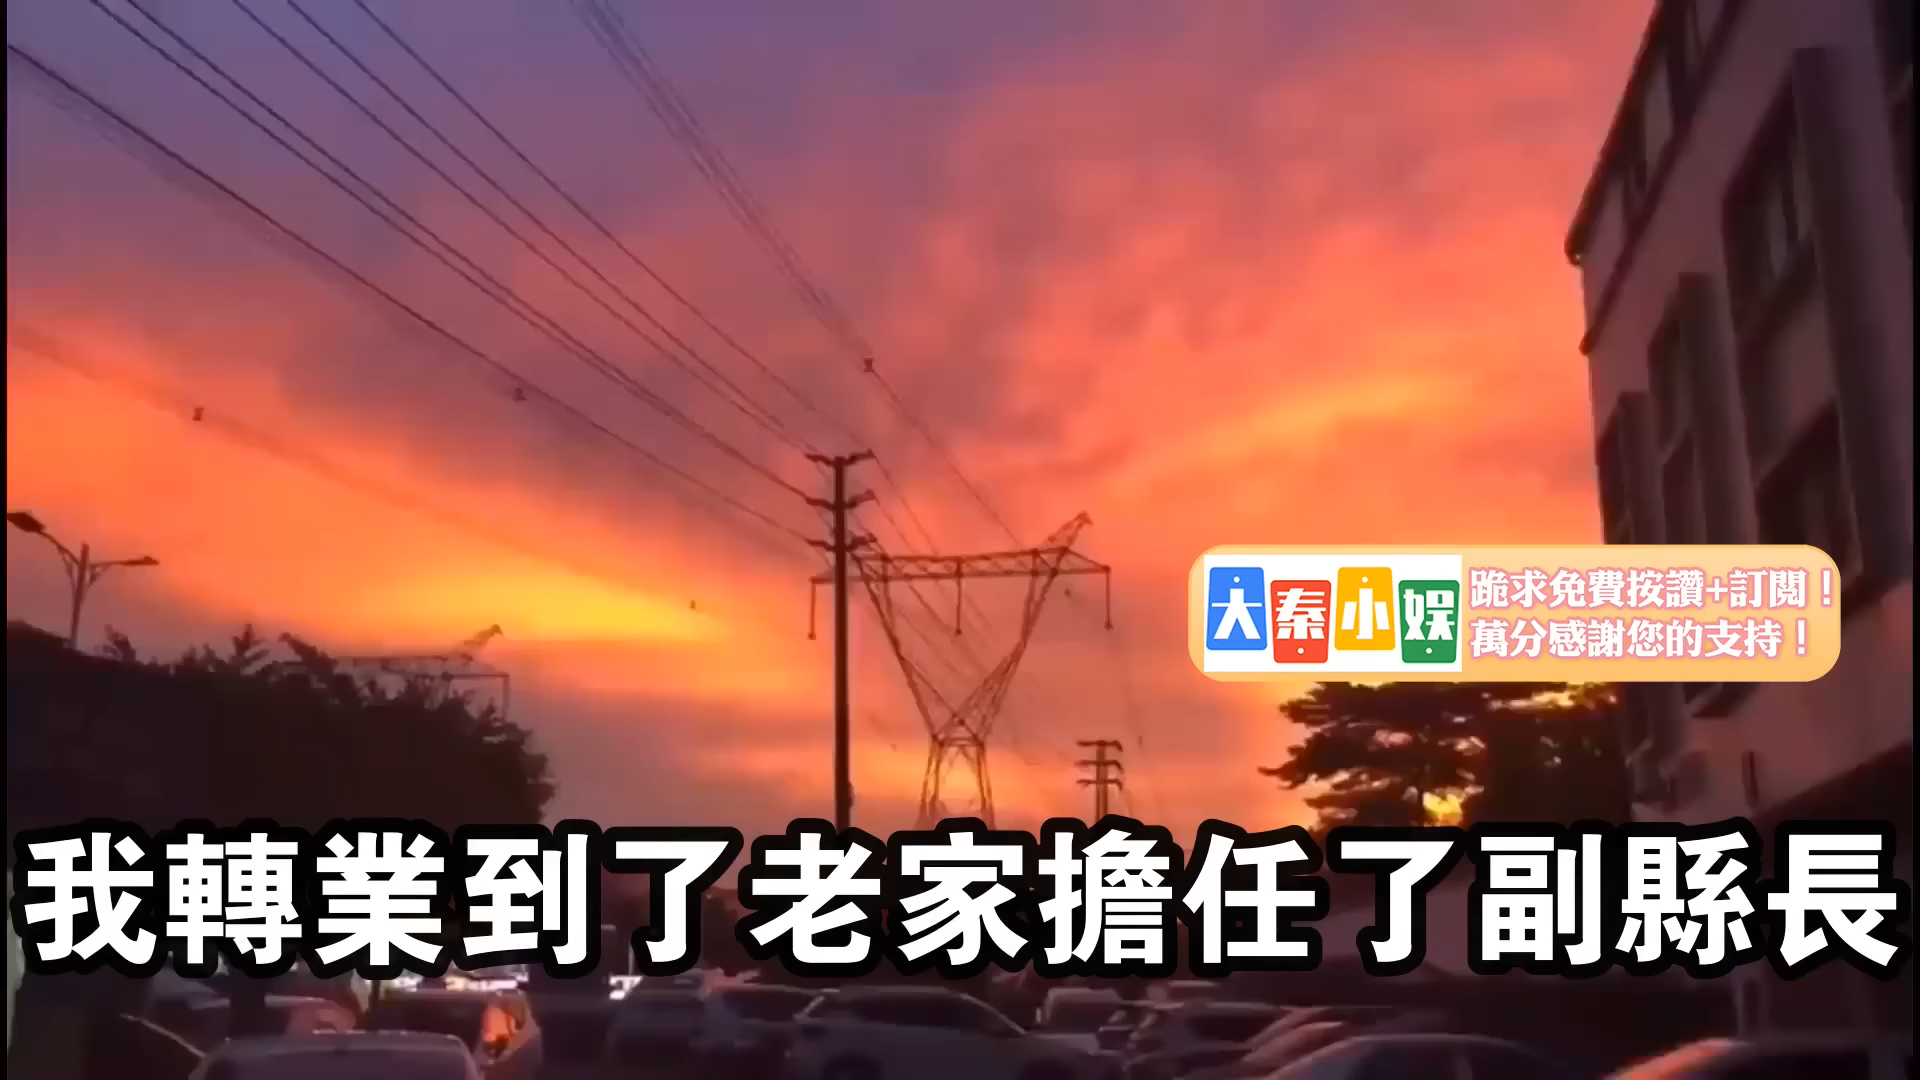 大秦小娱
跪求免費按讚+訂閱！
萬分感謝您的支持！
我轉業到了老家擔任了副縣長